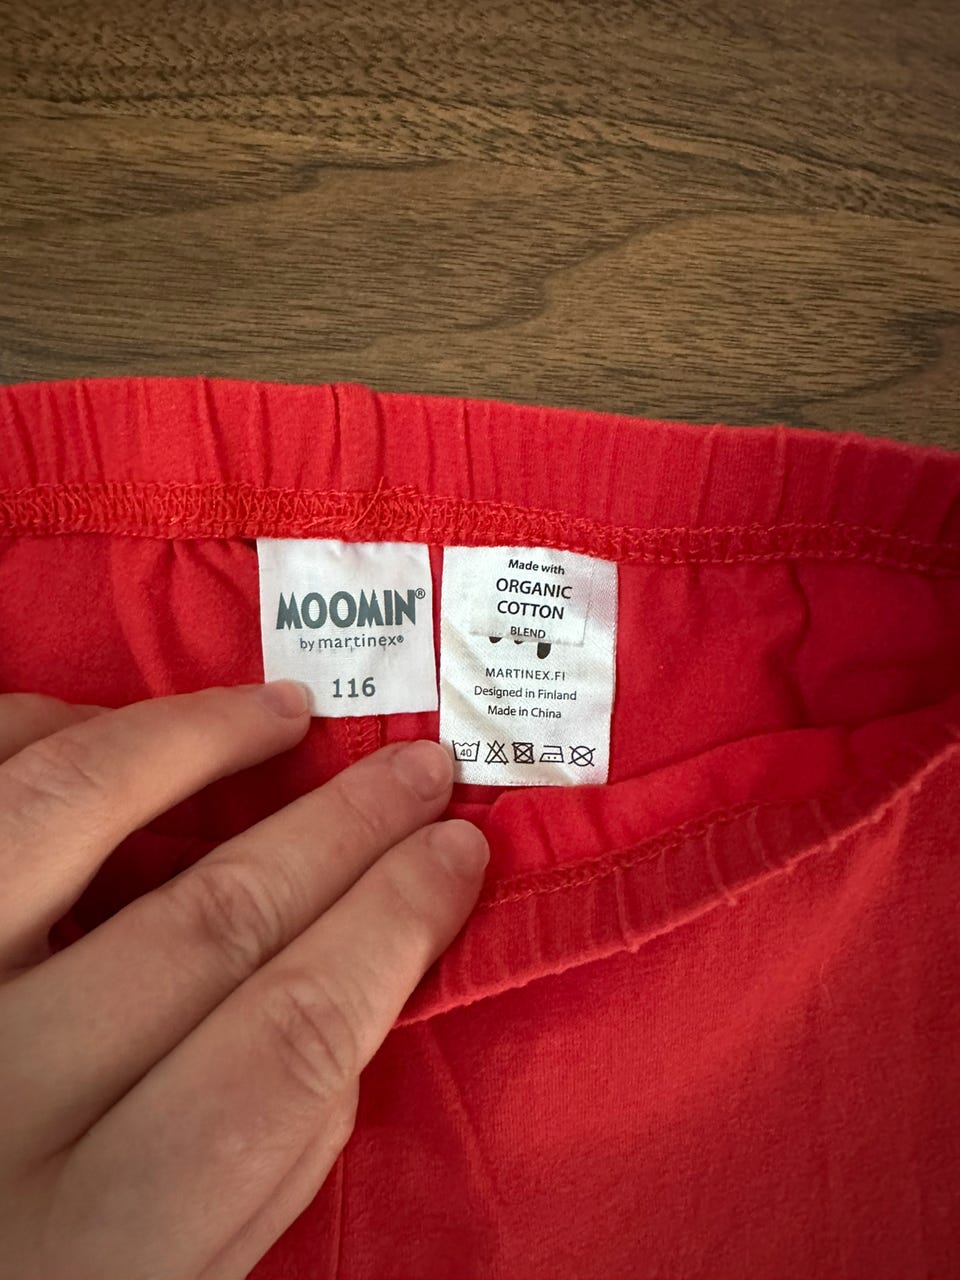 MOOMIN®
by martinex®
116
Made with
ORGANIC
COTTON
BLEND
MARTINEX.FI
Designed in Finland
Made in China
40